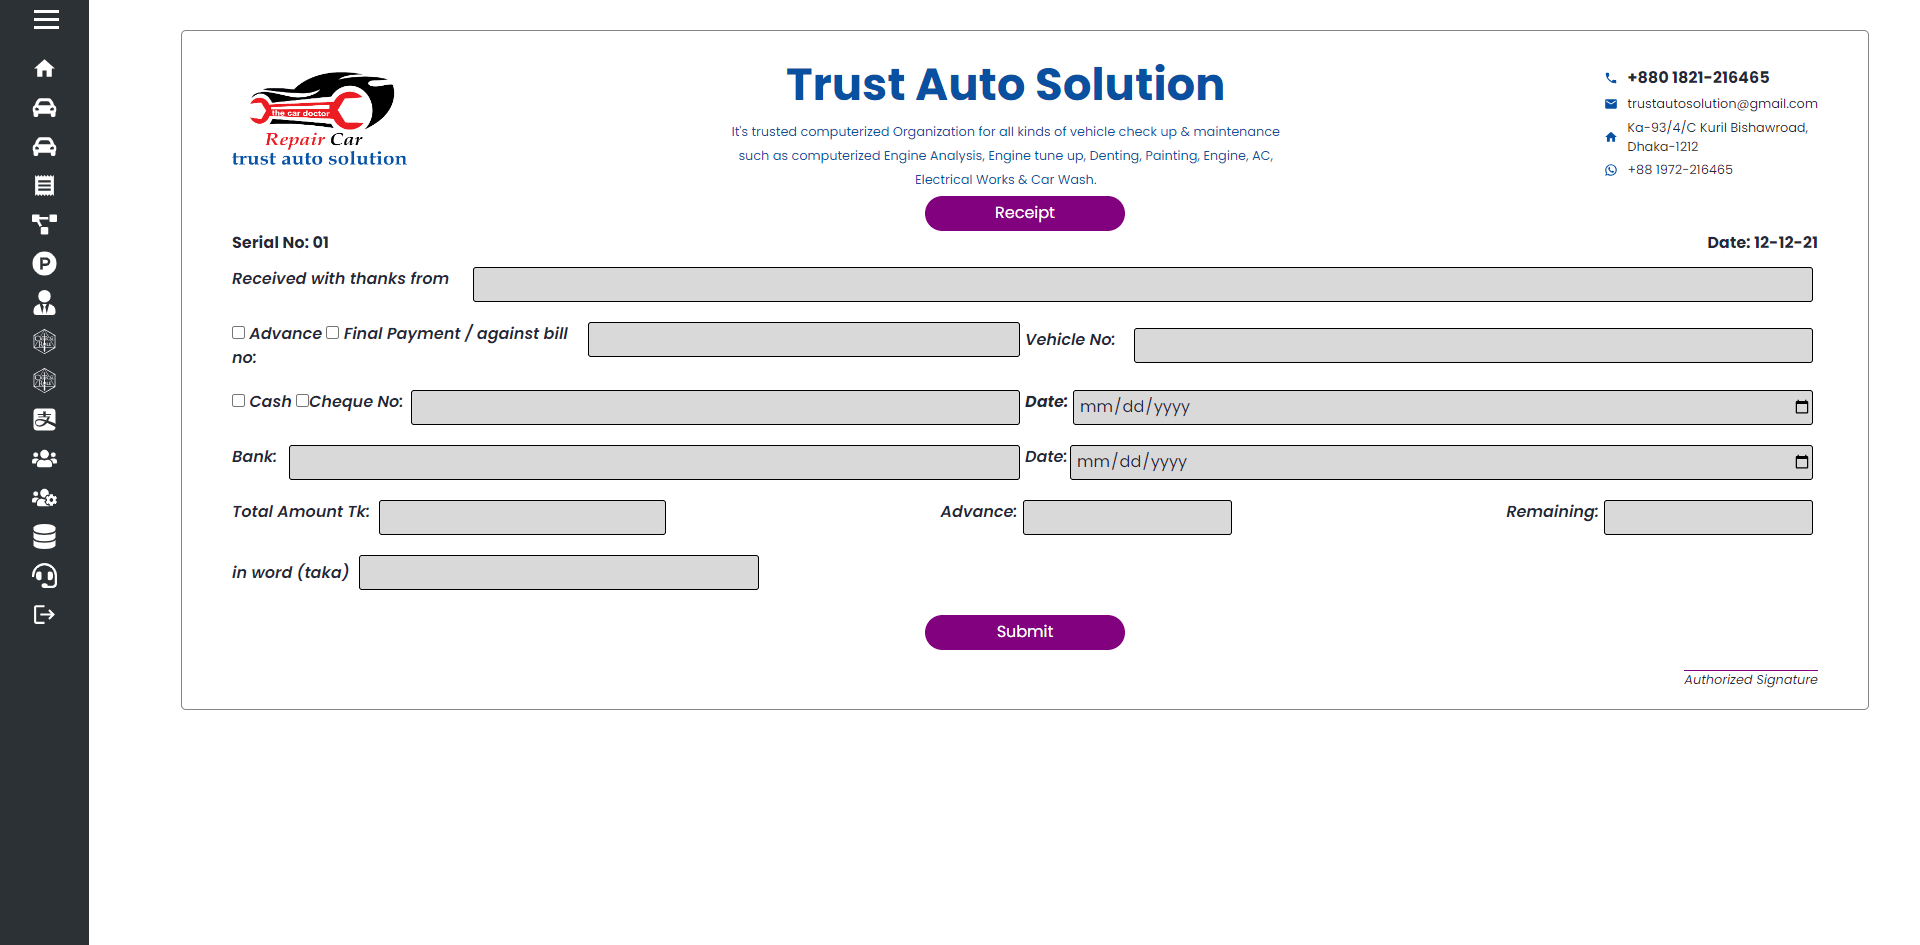 the car doctor
Repair Car
trust auto solution
Trust Auto Solution
It's trusted computerized Organization for all kinds of vehicle check up & maintenance
such as computerized Engine Analysis, Engine tune up, Denting, Painting, Engine, AC,
Electrical Works & Car Wash.
+880 1821-216465
trustautosolution@gmail.com
Ka-93/4/C Kuril Bishawroad,
Dhaka-1212
+88 1972-216465
Receipt
Serial No: 01 Date: 12-12-21
Received with thanks from
Advance Final Payment / against bill
no:
Vehicle No:
Cash Cheque No: Date: mm/dd/yyyy
Bank: Date: mm/dd/yyyy
Total Amount Tk: Advance: Remaining:
in word (taka)
Submit
Authorized Signature